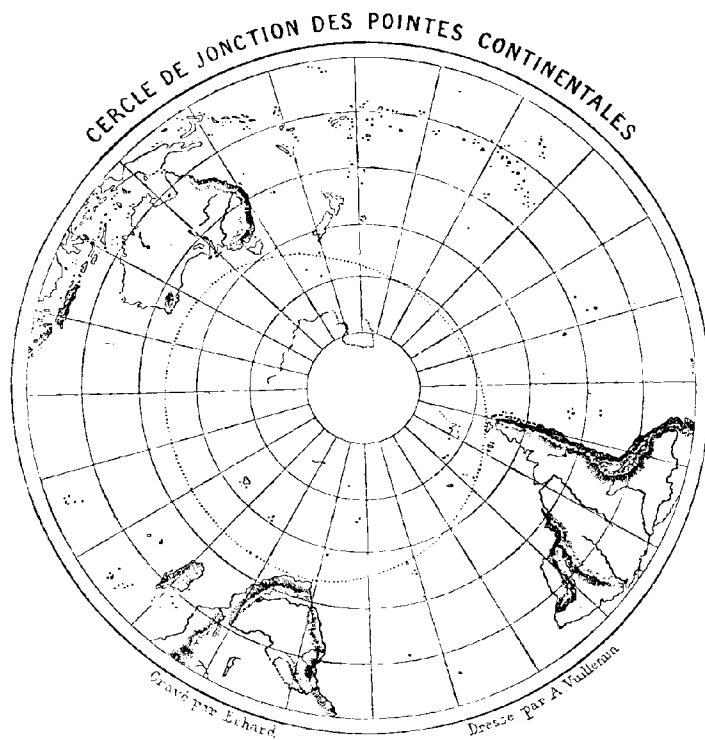 CERCLE DE JONCTION DES POINTES CONTINENTALES
Gravé par Erhard
Dressé par A Vuillemin